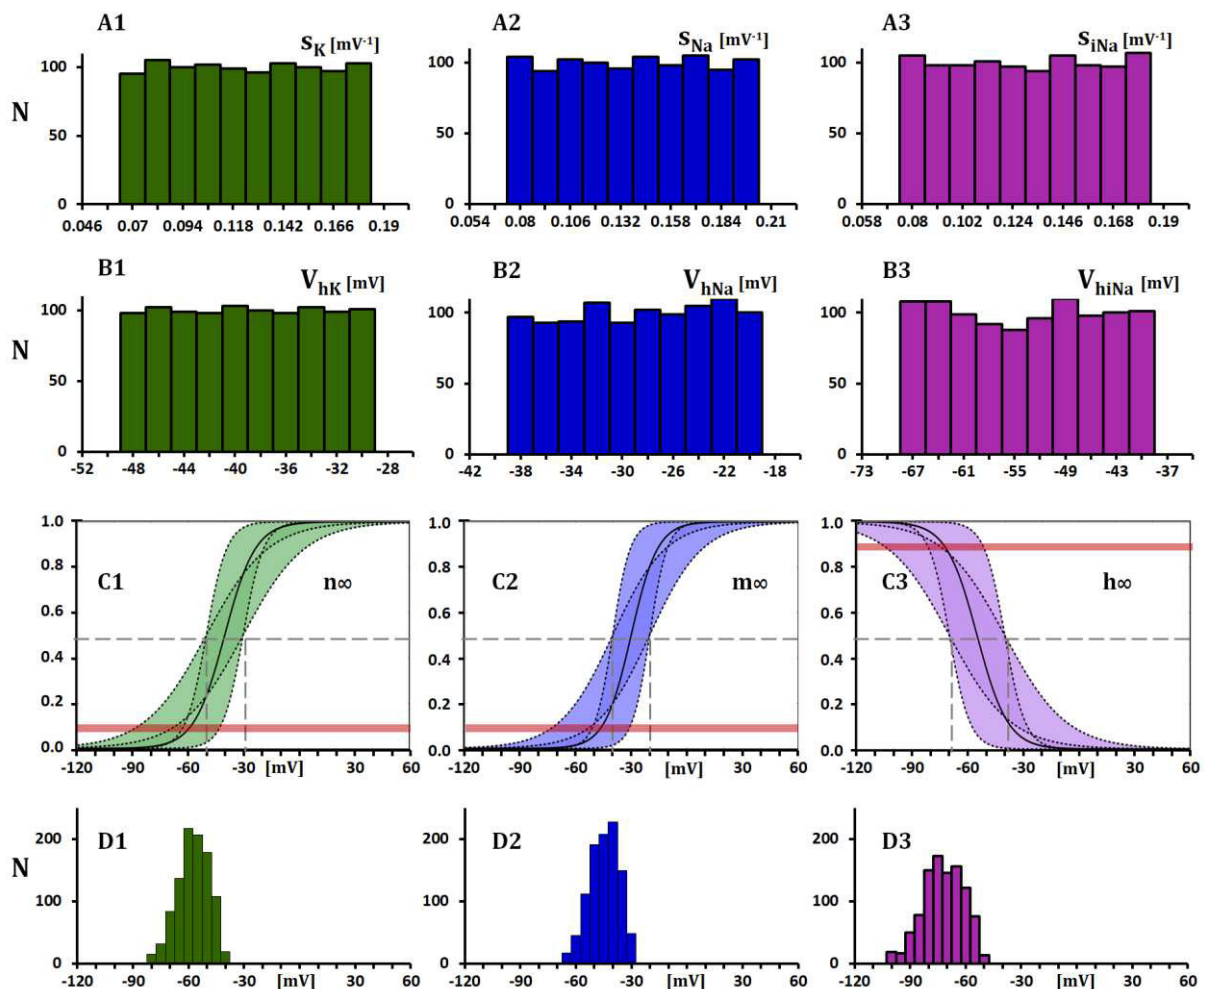 A1 s_K [mV⁻¹] A2 s_Na [mV⁻¹] A3 s_iNa [mV⁻¹]
100 100 100
N
50 50 50
0 0 0
0.046 0.07 0.094 0.118 0.142 0.166 0.19 0.054 0.08 0.106 0.132 0.158 0.184 0.21 0.058 0.08 0.102 0.124 0.146 0.168 0.19
B1 V_hK [mV] B2 V_hNa [mV] B3 V_hiNa [mV]
100 100 100
N
50 50 50
0 0 0
-52 -48 -44 -40 -36 -32 -28 -42 -38 -34 -30 -26 -22 -18 -73 -67 -61 -55 -49 -43 -37
1.0 1.0 1.0
0.8 0.8 0.8
C1 n∞ C2 m∞ C3 h∞
0.6 0.6 0.6
0.4 0.4 0.4
0.2 0.2 0.2
0.0 0.0 0.0
-120 -90 -60 -30 [mV] 30 60 -120 -90 -60 -30 [mV] 30 60 -120 -90 -60 -30 [mV] 30 60
200 D1 200 D2 200 D3
N
100 100 100
0 0 0
-120 -90 -60 -30 [mV] 30 60 -120 -90 -60 -30 [mV] 30 60 -120 -90 -60 -30 [mV] 30 60